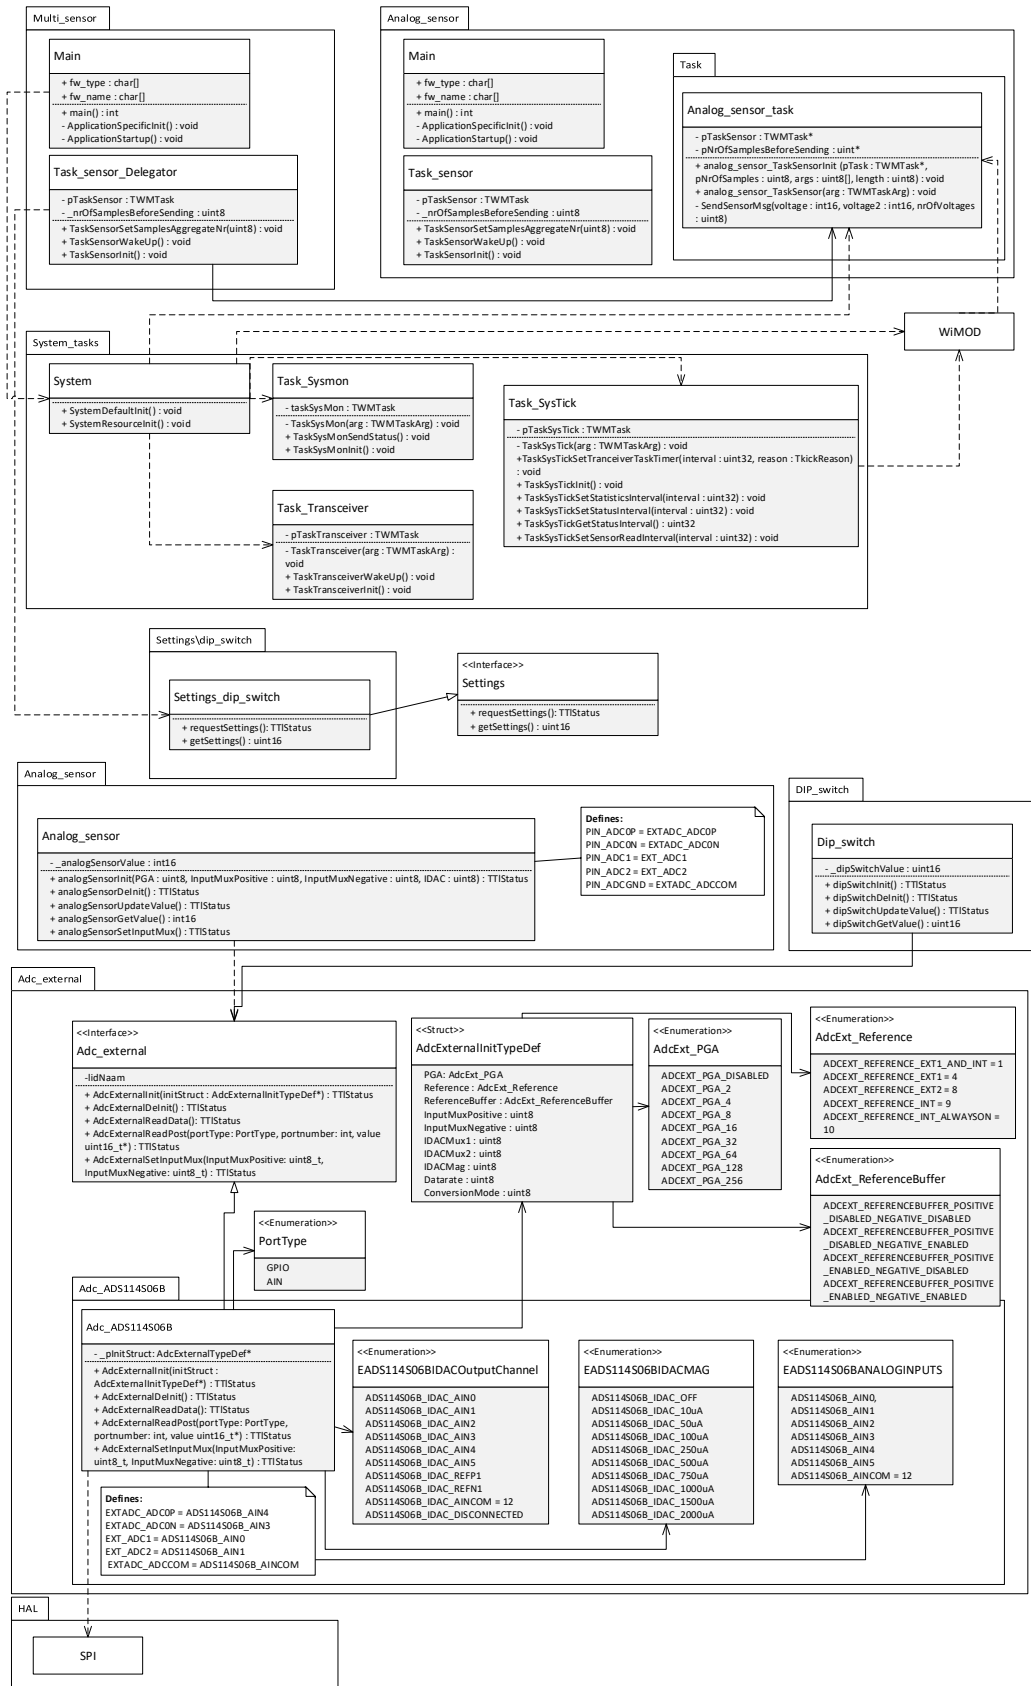 Multi_sensor
Main
+ fw_type : char[]
+ fw_name : char[]
+ main() : int
- ApplicationSpecificInit() : void
- ApplicationStartup() : void
Task_sensor_Delegator
- pTaskSensor : TWMTask
- _nrOfSamplesBeforeSending : uint8
+ TaskSensorSetSamplesAggregateNr(uint8) : void
+ TaskSensorWakeUp() : void
+ TaskSensorInit() : void
Analog_sensor
Main
+ fw_type : char[]
+ fw_name : char[]
+ main() : int
- ApplicationSpecificInit() : void
- ApplicationStartup() : void
Task_sensor
- pTaskSensor : TWMTask
- _nrOfSamplesBeforeSending : uint8
+ TaskSensorSetSamplesAggregateNr(uint8) : void
+ TaskSensorWakeUp() : void
+ TaskSensorInit() : void
Task
Analog_sensor_task
- pTaskSensor : TWMTask*
- pNrOfSamplesBeforeSending : uint*
+ analog_sensor_TaskSensorInit (pTask : TWMTask*,
pNrOfSamples : uint8, args : uint8[], length : uint8) : void
+ analog_sensor_TaskSensor(arg : TWMTaskArg) : void
- SendSensorMsg(voltage : int16, voltage2 : int16, nrOfVoltages
: uint8)
WiMOD
System_tasks
System
+ SystemDefaultInit() : void
+ SystemResourceInit() : void
Task_Sysmon
- taskSysMon : TWMTask
- TaskSysMon(arg : TWMTaskArg) : void
+ TaskSysMonSendStatus() : void
+ TaskSysMonInit() : void
Task_SysTick
- pTaskSysTick : TWMTask
- TaskSysTick(arg : TWMTaskArg) : void
+TaskSysTickSetTranceiverTaskTimer(interval : uint32, reason : TkickReason)
: void
+ TaskSysTickInit() : void
+ TaskSysTickSetStatisticsInterval(interval : uint32) : void
+ TaskSysTickSetStatusInterval(interval : uint32) : void
+ TaskSysTickGetStatusInterval() : uint32
+ TaskSysTickSetSensorReadInterval(interval : uint32) : void
Task_Transceiver
- pTaskTransceiver : TWMTask
- TaskTransceiver(arg : TWMTaskArg) :
void
+ TaskTransceiverWakeUp() : void
+ TaskTransceiverInit() : void
Settings\dip_switch
Settings_dip_switch
+ requestSettings(): TTIStatus
+ getSettings() : uint16
<<Interface>>
Settings
+ requestSettings(): TTIStatus
+ getSettings() : uint16
Analog_sensor
Analog_sensor
- _analogSensorValue : int16
+ analogSensorInit(PGA : uint8, InputMuxPositive : uint8, InputMuxNegative : uint8, IDAC : uint8) : TTIStatus
+ analogSensorDeInit() : TTIStatus
+ analogSensorUpdateValue() : TTIStatus
+ analogSensorGetValue() : int16
+ analogSensorSetInputMux() : TTIStatus
Defines:
PIN_ADC0P = EXTADC_ADC0P
PIN_ADC0N = EXTADC_ADC0N
PIN_ADC1 = EXT_ADC1
PIN_ADC2 = EXT_ADC2
PIN_ADCGND = EXTADC_ADCCOM
DIP_switch
Dip_switch
- _dipSwitchValue : uint16
+ dipSwitchInit() : TTIStatus
+ dipSwitchDeInit() : TTIStatus
+ dipSwitchUpdateValue() : TTIStatus
+ dipSwitchGetValue() : uint16
Adc_external
<<Interface>>
Adc_external
-lidNaam
+ AdcExternalInit(initStruct : AdcExternalInitTypeDef*) : TTIStatus
+ AdcExternalDeInit() : TTIStatus
+ AdcExternalReadData(): TTIStatus
+ AdcExternalReadPost(portType: PortType, portnumber: int, value
uint16_t*) : TTIStatus
+ AdcExternalSetInputMux(InputMuxPositive: uint8_t,
InputMuxNegative: uint8_t) : TTIStatus
<<Struct>>
AdcExternalInitTypeDef
PGA: AdcExt_PGA
Reference : AdcExt_Reference
ReferenceBuffer : AdcExt_ReferenceBuffer
InputMuxPositive : uint8
InputMuxNegative : uint8
IDACMux1 : uint8
IDACMux2 : uint8
IDACMag : uint8
Datarate : uint8
ConversionMode : uint8
<<Enumeration>>
AdcExt_PGA
ADCEXT_PGA_DISABLED
ADCEXT_PGA_2
ADCEXT_PGA_4
ADCEXT_PGA_8
ADCEXT_PGA_16
ADCEXT_PGA_32
ADCEXT_PGA_64
ADCEXT_PGA_128
ADCEXT_PGA_256
<<Enumeration>>
AdcExt_Reference
ADCEXT_REFERENCE_EXT1_AND_INT = 1
ADCEXT_REFERENCE_EXT1 = 4
ADCEXT_REFERENCE_EXT2 = 8
ADCEXT_REFERENCE_INT = 9
ADCEXT_REFERENCE_INT_ALWAYSON =
10
<<Enumeration>>
AdcExt_ReferenceBuffer
ADCEXT_REFERENCEBUFFER_POSITIVE
_DISABLED_NEGATIVE_DISABLED
ADCEXT_REFERENCEBUFFER_POSITIVE
_DISABLED_NEGATIVE_ENABLED
ADCEXT_REFERENCEBUFFER_POSITIVE
_ENABLED_NEGATIVE_DISABLED
ADCEXT_REFERENCEBUFFER_POSITIVE
_ENABLED_NEGATIVE_ENABLED
<<Enumeration>>
PortType
GPIO
AIN
Adc_ADS114S06B
Adc_ADS114S06B
- _pInitStruct: AdcExternalTypeDef*
+ AdcExternalInit(initStruct :
AdcExternalInitTypeDef*) : TTIStatus
+ AdcExternalDeInit() : TTIStatus
+ AdcExternalReadData(): TTIStatus
+ AdcExternalReadPost(portType: PortType,
portnumber: int, value uint16_t*) : TTIStatus
+ AdcExternalSetInputMux(InputMuxPositive:
uint8_t, InputMuxNegative: uint8_t) : TTIStatus
<<Enumeration>>
EADS114S06BIDACOutputChannel
ADS114S06B_IDAC_AIN0
ADS114S06B_IDAC_AIN1
ADS114S06B_IDAC_AIN2
ADS114S06B_IDAC_AIN3
ADS114S06B_IDAC_AIN4
ADS114S06B_IDAC_AIN5
ADS114S06B_IDAC_REFP1
ADS114S06B_IDAC_REFN1
ADS114S06B_IDAC_AINCOM = 12
ADS114S06B_IDAC_DISCONNECTED
<<Enumeration>>
EADS114S06BIDACMAG
ADS114S06B_IDAC_OFF
ADS114S06B_IDAC_10uA
ADS114S06B_IDAC_50uA
ADS114S06B_IDAC_100uA
ADS114S06B_IDAC_250uA
ADS114S06B_IDAC_500uA
ADS114S06B_IDAC_750uA
ADS114S06B_IDAC_1000uA
ADS114S06B_IDAC_1500uA
ADS114S06B_IDAC_2000uA
<<Enumeration>>
EADS114S06BANALOGINPUTS
ADS114S06B_AIN0,
ADS114S06B_AIN1
ADS114S06B_AIN2
ADS114S06B_AIN3
ADS114S06B_AIN4
ADS114S06B_AIN5
ADS114S06B_AINCOM = 12
Defines:
EXTADC_ADC0P = ADS114S06B_AIN4
EXTADC_ADC0N = ADS114S06B_AIN3
EXT_ADC1 = ADS114S06B_AIN0
EXT_ADC2 = ADS114S06B_AIN1
EXTADC_ADCCOM = ADS114S06B_AINCOM
HAL
SPI